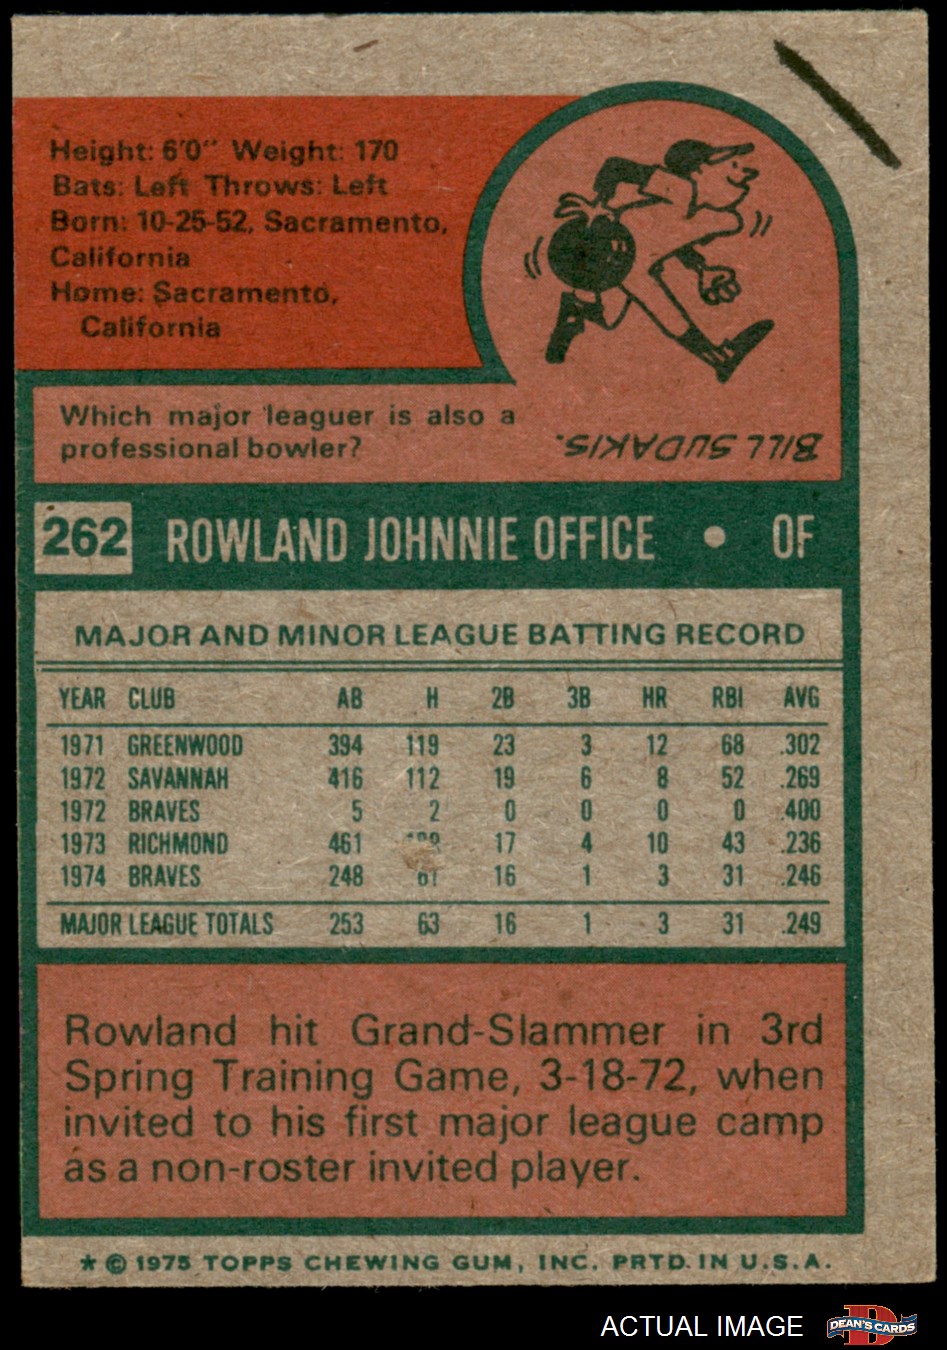 Height: 6'0" Weight: 170
Bats: Left Throws: Left
Born: 10-25-52, Sacramento,
California
Home: Sacramento,
California
Which major leaguer is also a
professional bowler?
BILL SUDAKIS.
262 ROWLAND JOHNNIE OFFICE • OF
MAJOR AND MINOR LEAGUE BATTING RECORD
YEAR CLUB AB H 2B 3B HR RBI AVG
1971 GREENWOOD 394 119 23 3 12 68 .302
1972 SAVANNAH 416 112 19 6 8 52 .269
1972 BRAVES 5 2 0 0 0 0 .400
1973 RICHMOND 461 17 4 10 43 .236
1974 BRAVES 248 61 16 1 3 31 .246
MAJOR LEAGUE TOTALS 253 63 16 1 3 31 .249
Rowland hit Grand-Slammer in 3rd
Spring Training Game, 3-18-72, when
invited to his first major league camp
as a non-roster invited player.
* © 1975 TOPPS CHEWING GUM, INC. PRTD. IN U.S.A.
ACTUAL IMAGE DEAN'S CARDS